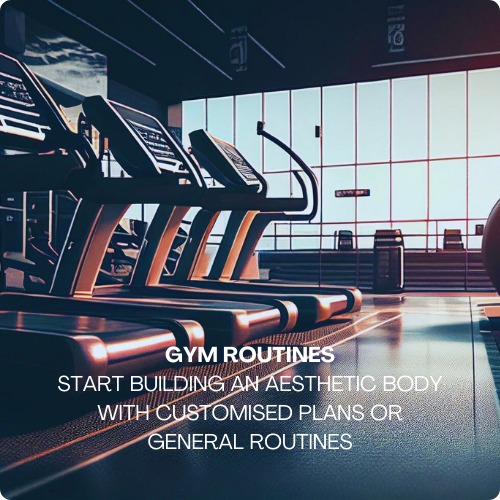 GYM ROUTINES
START BUILDING AN AESTHETIC BODY
WITH CUSTOMISED PLANS OR
GENERAL ROUTINES